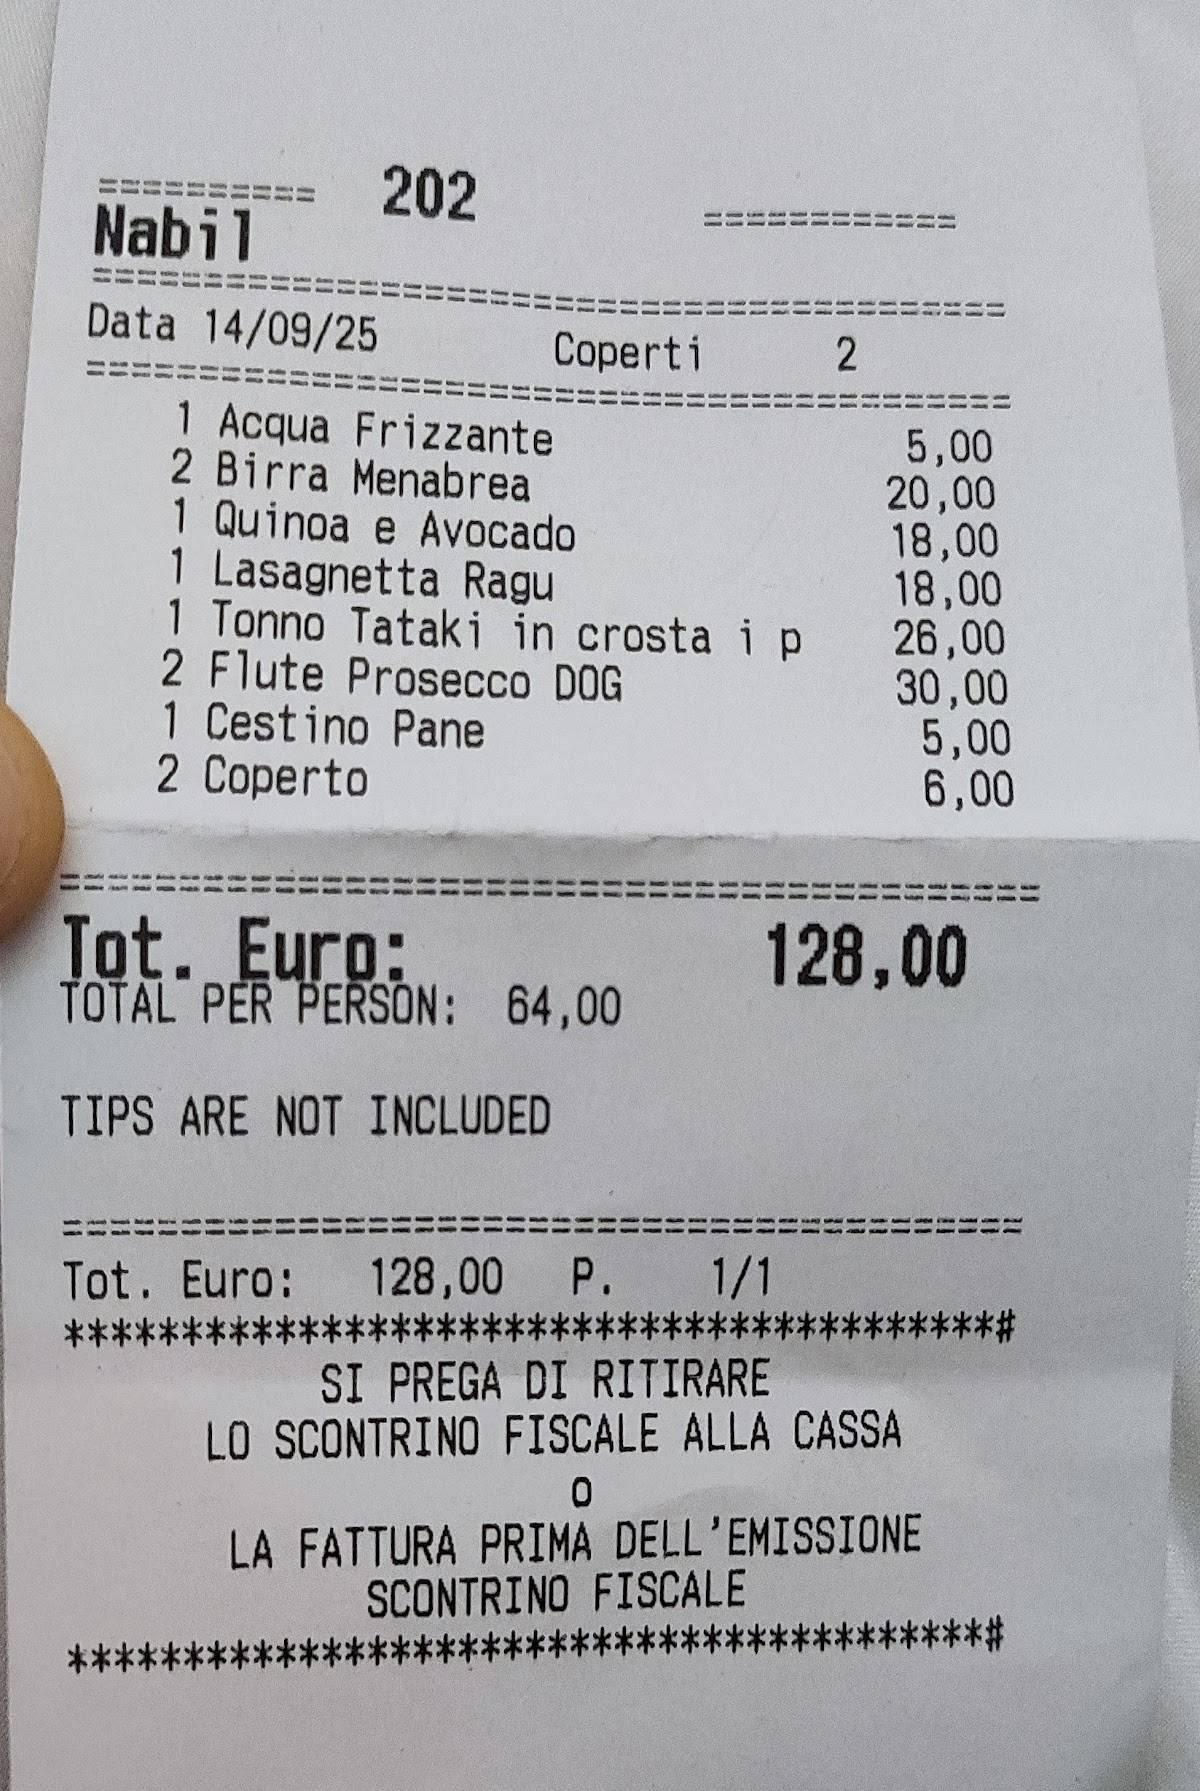 ========== 202 ============
Nabil
========================================
Data 14/09/25 Coperti 2
========================================
1 Acqua Frizzante 5,00
2 Birra Menabrea 20,00
1 Quinoa e Avocado 18,00
1 Lasagnetta Ragu 18,00
1 Tonno Tataki in crosta i p 26,00
2 Flute Prosecco DOG 30,00
1 Cestino Pane 5,00
2 Coperto 6,00
========================================
Tot. Euro: 128,00
TOTAL PER PERSON: 64,00
TIPS ARE NOT INCLUDED
========================================
Tot. Euro: 128,00 P. 1/1
****************************************#
SI PREGA DI RITIRARE
LO SCONTRINO FISCALE ALLA CASSA
O
LA FATTURA PRIMA DELL'EMISSIONE
SCONTRINO FISCALE
****************************************#